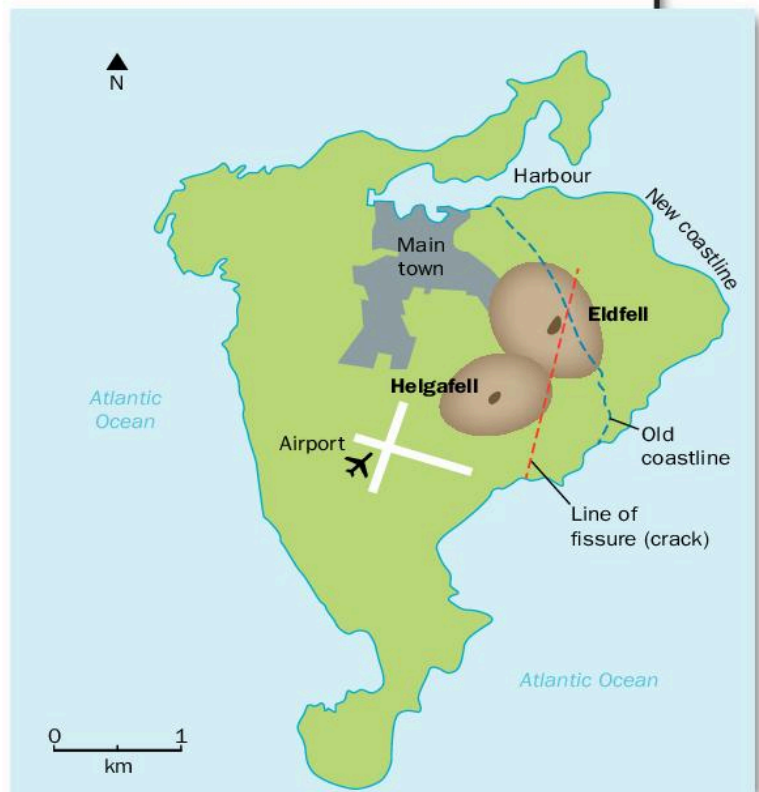 N
Harbour
New coastline
Main
town
Eldfell
Helgafell
Atlantic
Ocean
Airport
Old
coastline
Line of
fissure (crack)
Atlantic Ocean
0 1
km